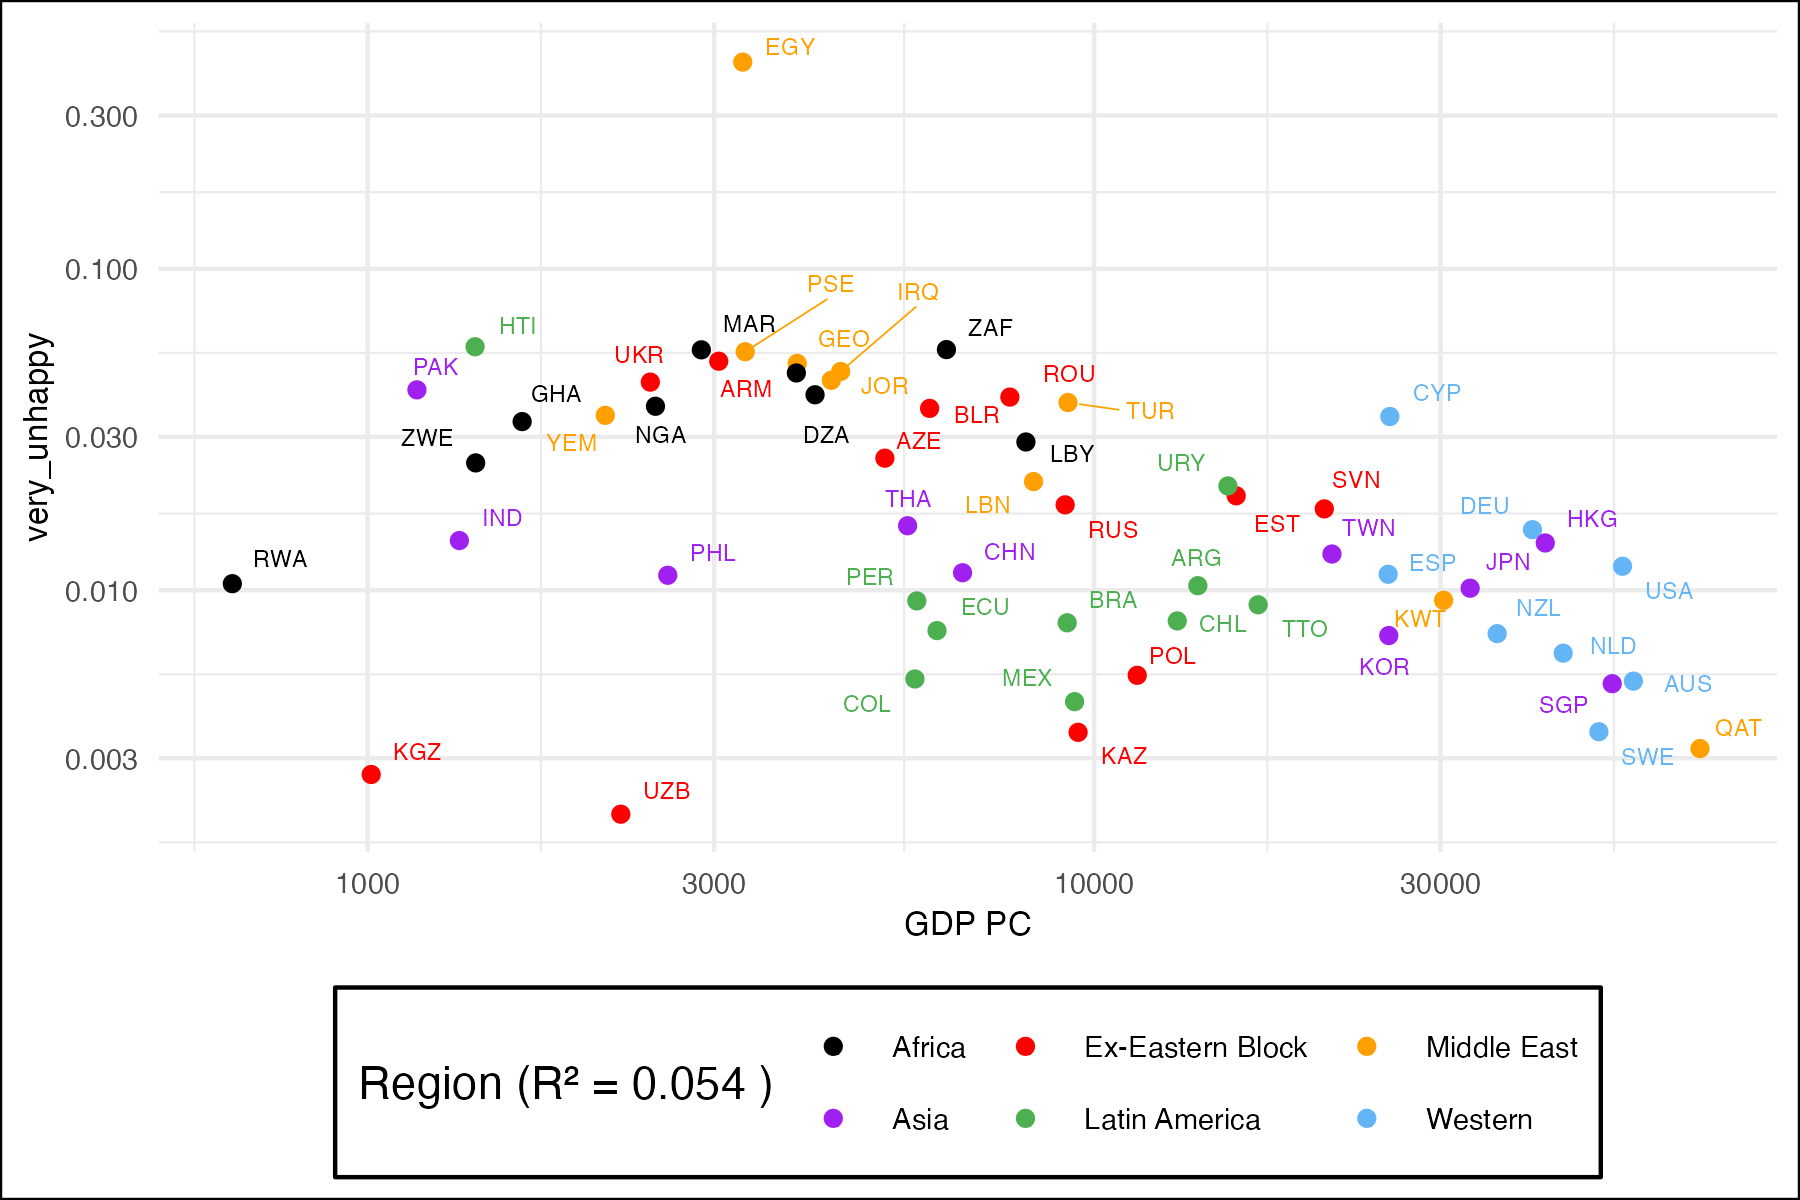 EGY
0.300
0.100
PSE
IRQ
HTI
MAR
ZAF
GEO
UKR
PAK
ROU
ARM
JOR
GHA
CYP
BLR
TUR
ZWE
YEM
NGA
DZA
AZE
0.030
LBY
URY
SVN
THA
LBN
DEU
IND
HKG
RUS
EST
TWN
PHL
CHN
RWA
ARG
ESP
JPN
PER
0.010
USA
ECU
BRA
KWT
NZL
CHL
TTO
NLD
POL
KOR
MEX
AUS
COL
SGP
QAT
KGZ
KAZ
SWE
0.003
UZB
very_unhappy
1000 3000 10000 30000
GDP PC
Region (R² = 0.054 )
Africa Ex-Eastern Block Middle East
Asia Latin America Western